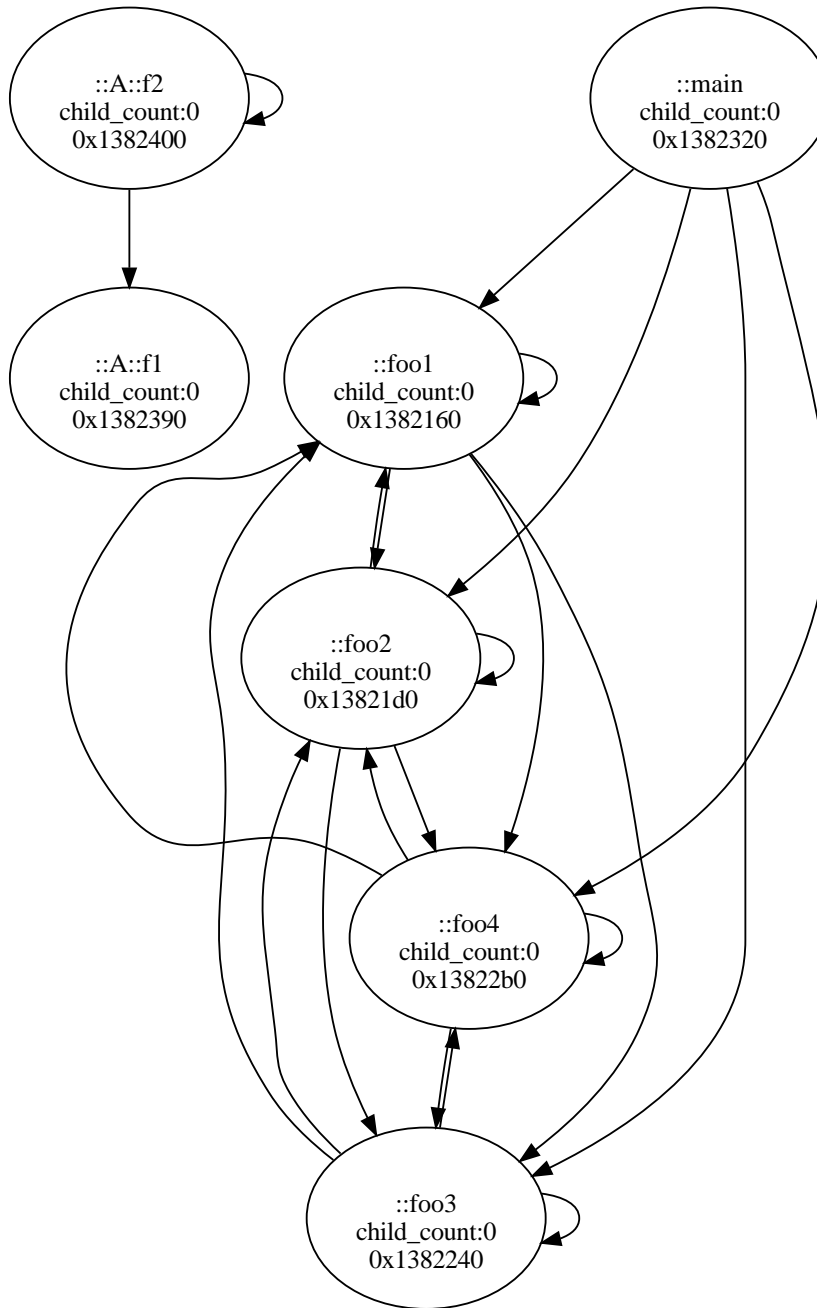 ::A::f2
child_count:0
0x1382400
::main
child_count:0
0x1382320
::A::f1
child_count:0
0x1382390
::foo1
child_count:0
0x1382160
::foo2
child_count:0
0x13821d0
::foo4
child_count:0
0x13822b0
::foo3
child_count:0
0x1382240